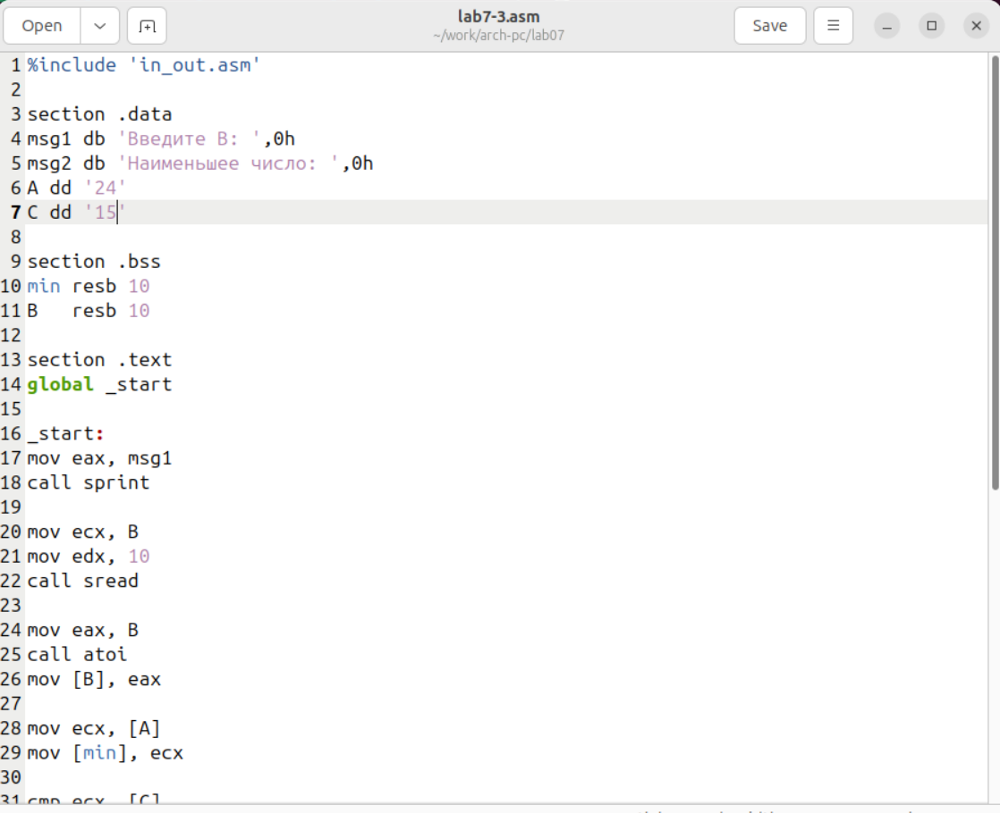 Open
lab7-3.asm
~/work/arch-pc/lab07
Save
1 %include 'in_out.asm'
2
3 section .data
4 msg1 db 'Введите B: ',0h
5 msg2 db 'Наименьшее число: ',0h
6 A dd '24'
7 C dd '15'
8
9 section .bss
10 min resb 10
11 B   resb 10
12
13 section .text
14 global _start
15
16 _start:
17 mov eax, msg1
18 call sprint
19
20 mov ecx, B
21 mov edx, 10
22 call sread
23
24 mov eax, B
25 call atoi
26 mov [B], eax
27
28 mov ecx, [A]
29 mov [min], ecx
30
31 cmp ecx, [C]